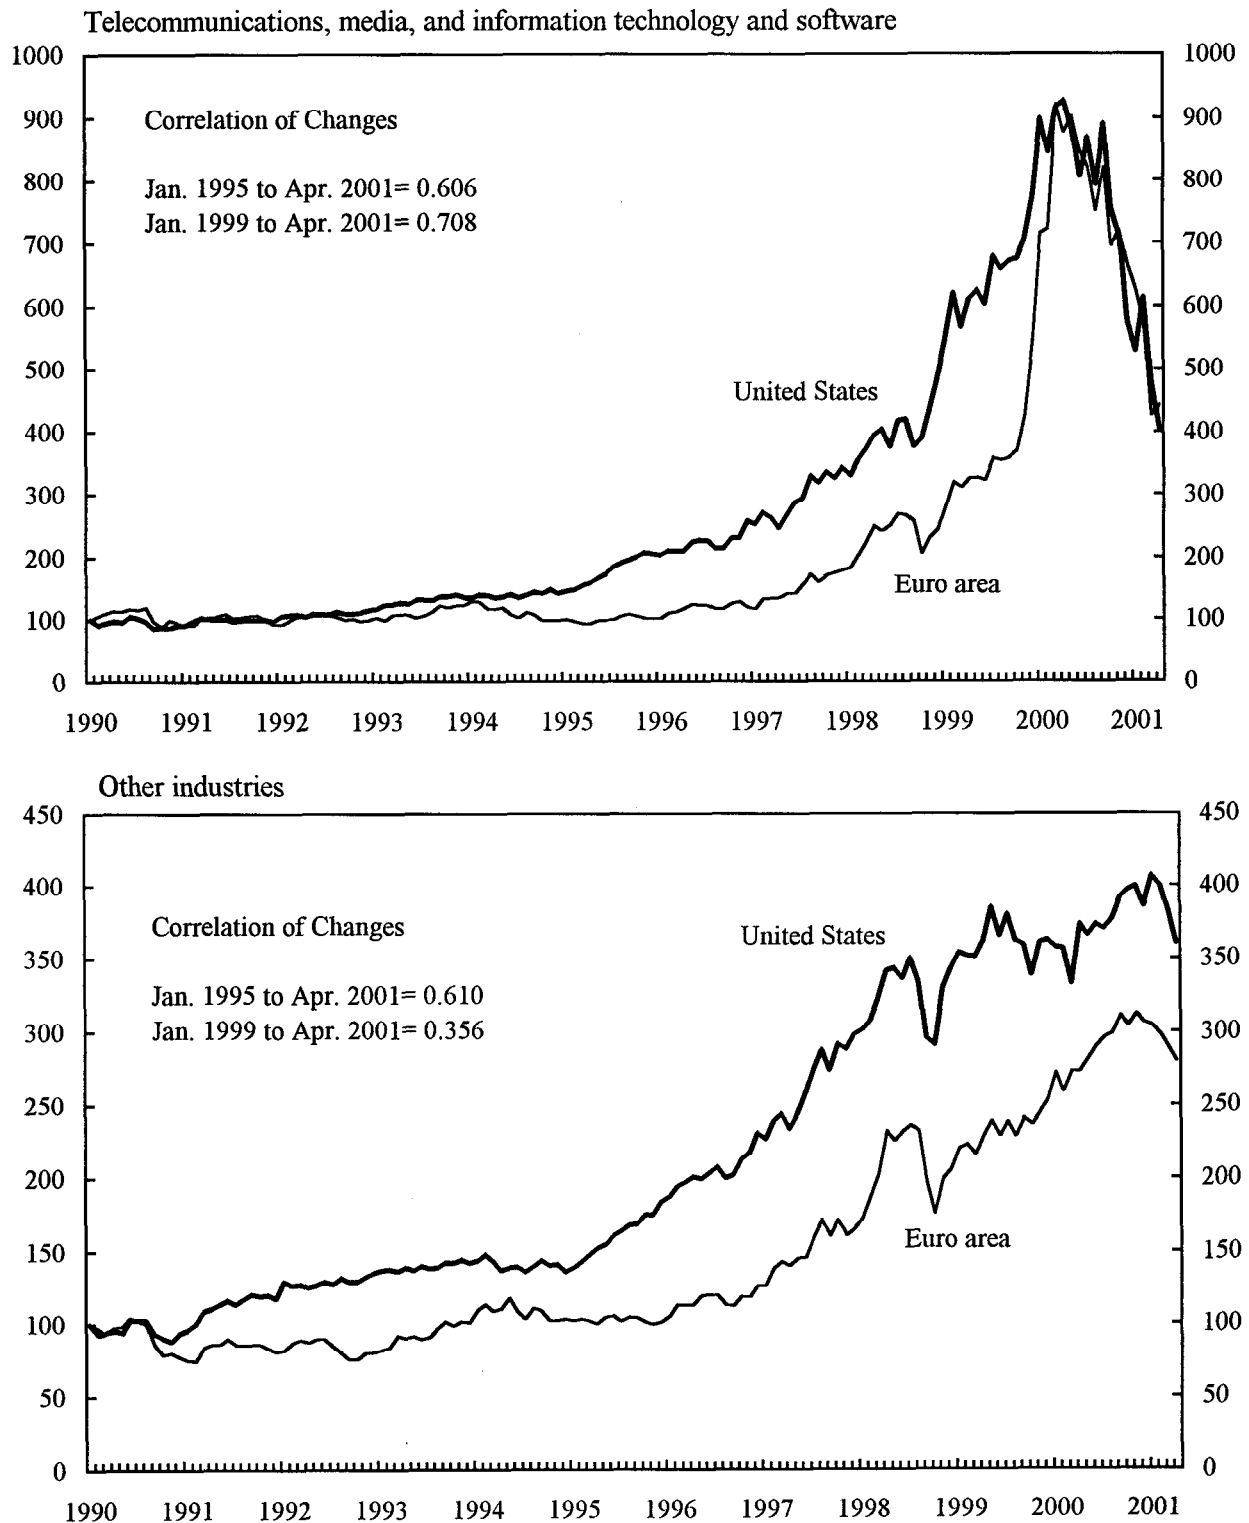 Telecommunications, media, and information technology and software
1000 1000
Correlation of Changes
900 900
Jan. 1995 to Apr. 2001= 0.606
800 800
Jan. 1999 to Apr. 2001= 0.708
700 700
600 600
500 500
United States
400 400
300 300
Euro area
200 200
100 100
0 0
1990 1991 1992 1993 1994 1995 1996 1997 1998 1999 2000 2001
Other industries
450 450
400 400
Correlation of Changes
United States
350 350
Jan. 1995 to Apr. 2001= 0.610
Jan. 1999 to Apr. 2001= 0.356
300 300
250 250
200 200
Euro area
150 150
100 100
50 50
0 0
1990 1991 1992 1993 1994 1995 1996 1997 1998 1999 2000 2001